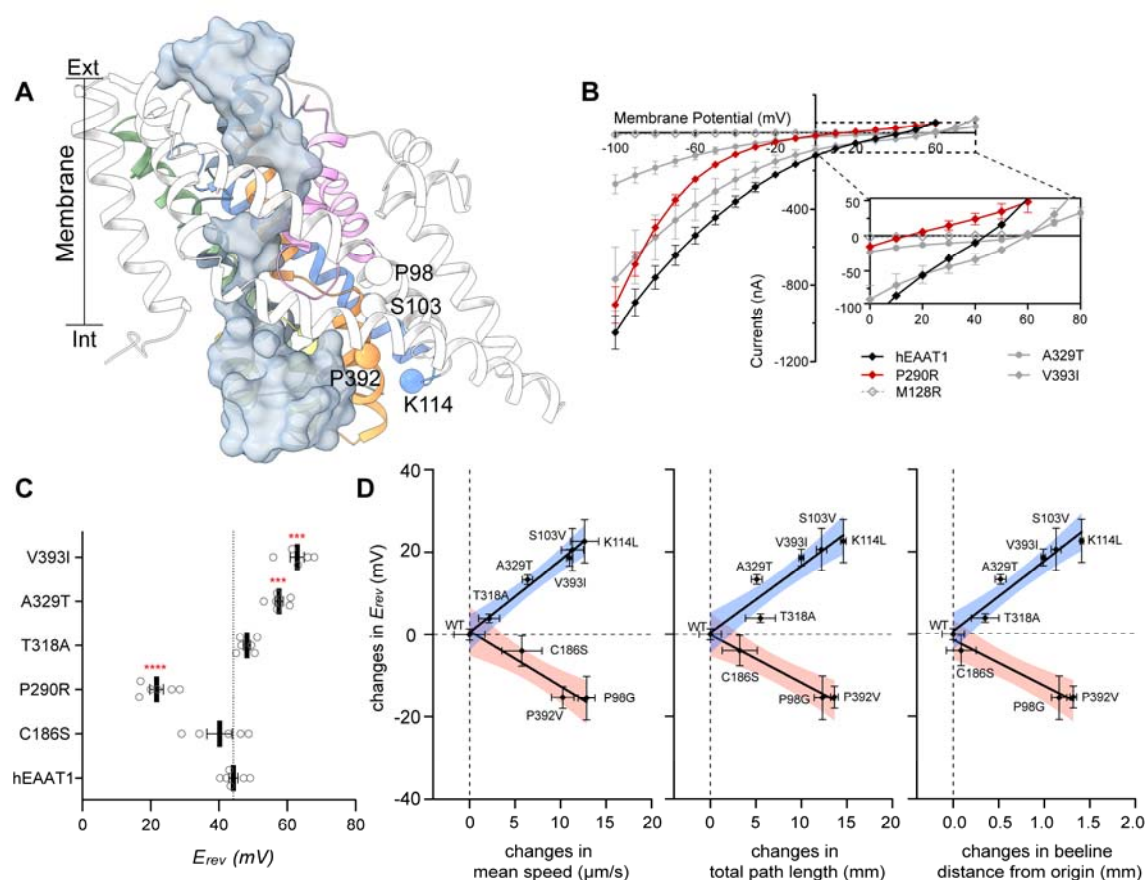 A
Ext
Membrane
Int
P98
S103
P392
K114
B
Membrane Potential (mV)
-100
-60
-20
20
60
-400
-800
-1200
Currents (nA)
50
0
-50
-100
0
20
40
60
80
hEAAT1
P290R
M128R
A329T
V393I
C
V393I
***
A329T
***
T318A
P290R
****
C186S
hEAAT1
0
20
40
60
80
Erev (mV)
D
changes in Erev (mV)
40
20
0
-20
-40
WT
T318A
A329T
S103V
V393I
K114L
C186S
P392V
P98G
0
5
10
15
20
changes in
mean speed (µm/s)
WT
A329T
T318A
V393I
S103V
K114L
C186S
P98G
P392V
0
5
10
15
20
changes in
total path length (mm)
WT
A329T
T318A
V393I
S103V
K114L
C186S
P98G
P392V
0
0.5
1.0
1.5
2.0
changes in beeline
distance from origin (mm)